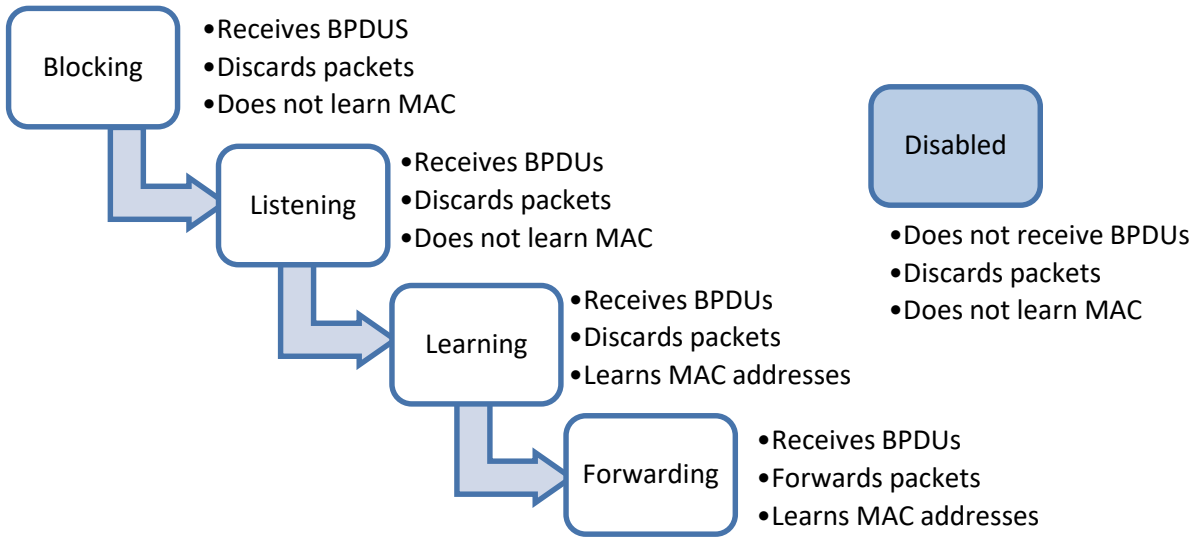 Blocking
•Receives BPDUS
•Discards packets
•Does not learn MAC
Listening
•Receives BPDUs
•Discards packets
•Does not learn MAC
Learning
•Receives BPDUs
•Discards packets
•Learns MAC addresses
Forwarding
•Receives BPDUs
•Forwards packets
•Learns MAC addresses
Disabled
•Does not receive BPDUs
•Discards packets
•Does not learn MAC